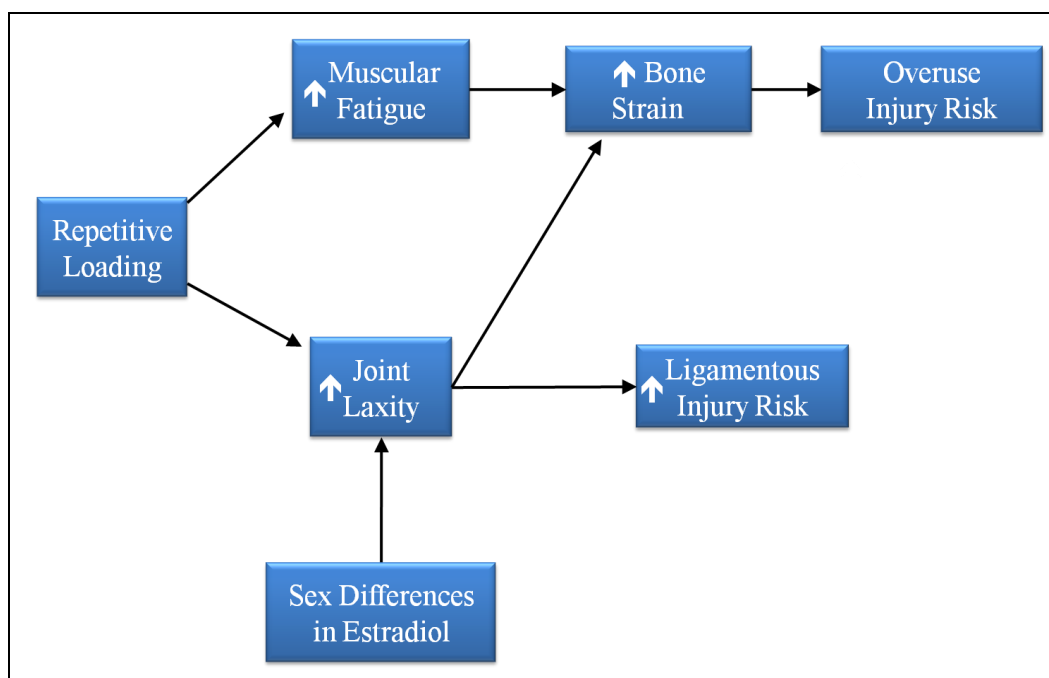 Muscular
Fatigue
Bone
Strain
Overuse
Injury Risk
Repetitive
Loading
Joint
Laxity
Ligamentous
Injury Risk
Sex Differences
in Estradiol